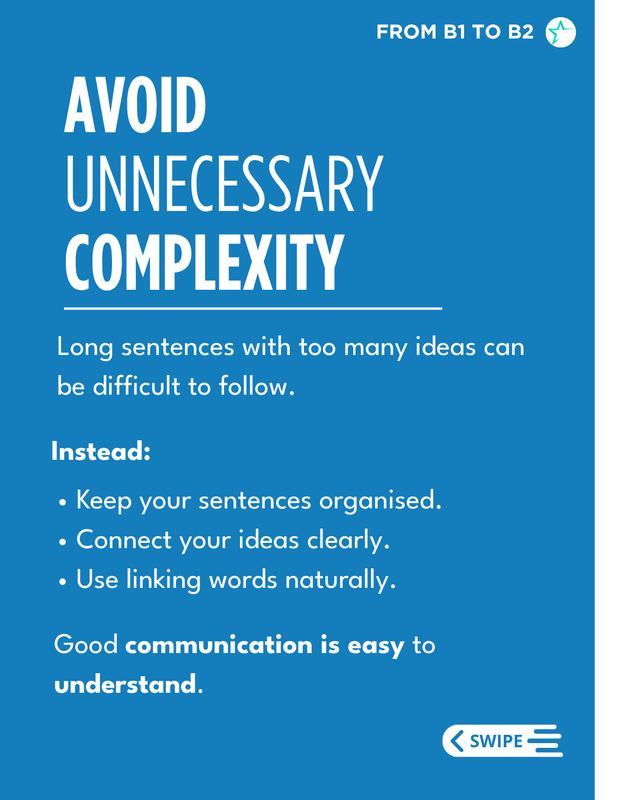 FROM B1 TO B2
AVOID
UNNECESSARY
COMPLEXITY
Long sentences with too many ideas can
be difficult to follow.
Instead:
• Keep your sentences organised.
• Connect your ideas clearly.
• Use linking words naturally.
Good communication is easy to
understand.
SWIPE